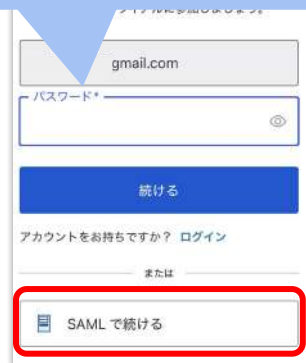 gmail.com
パスワード*
続ける
アカウントをお持ちですか? ログイン
または
SAML で続ける